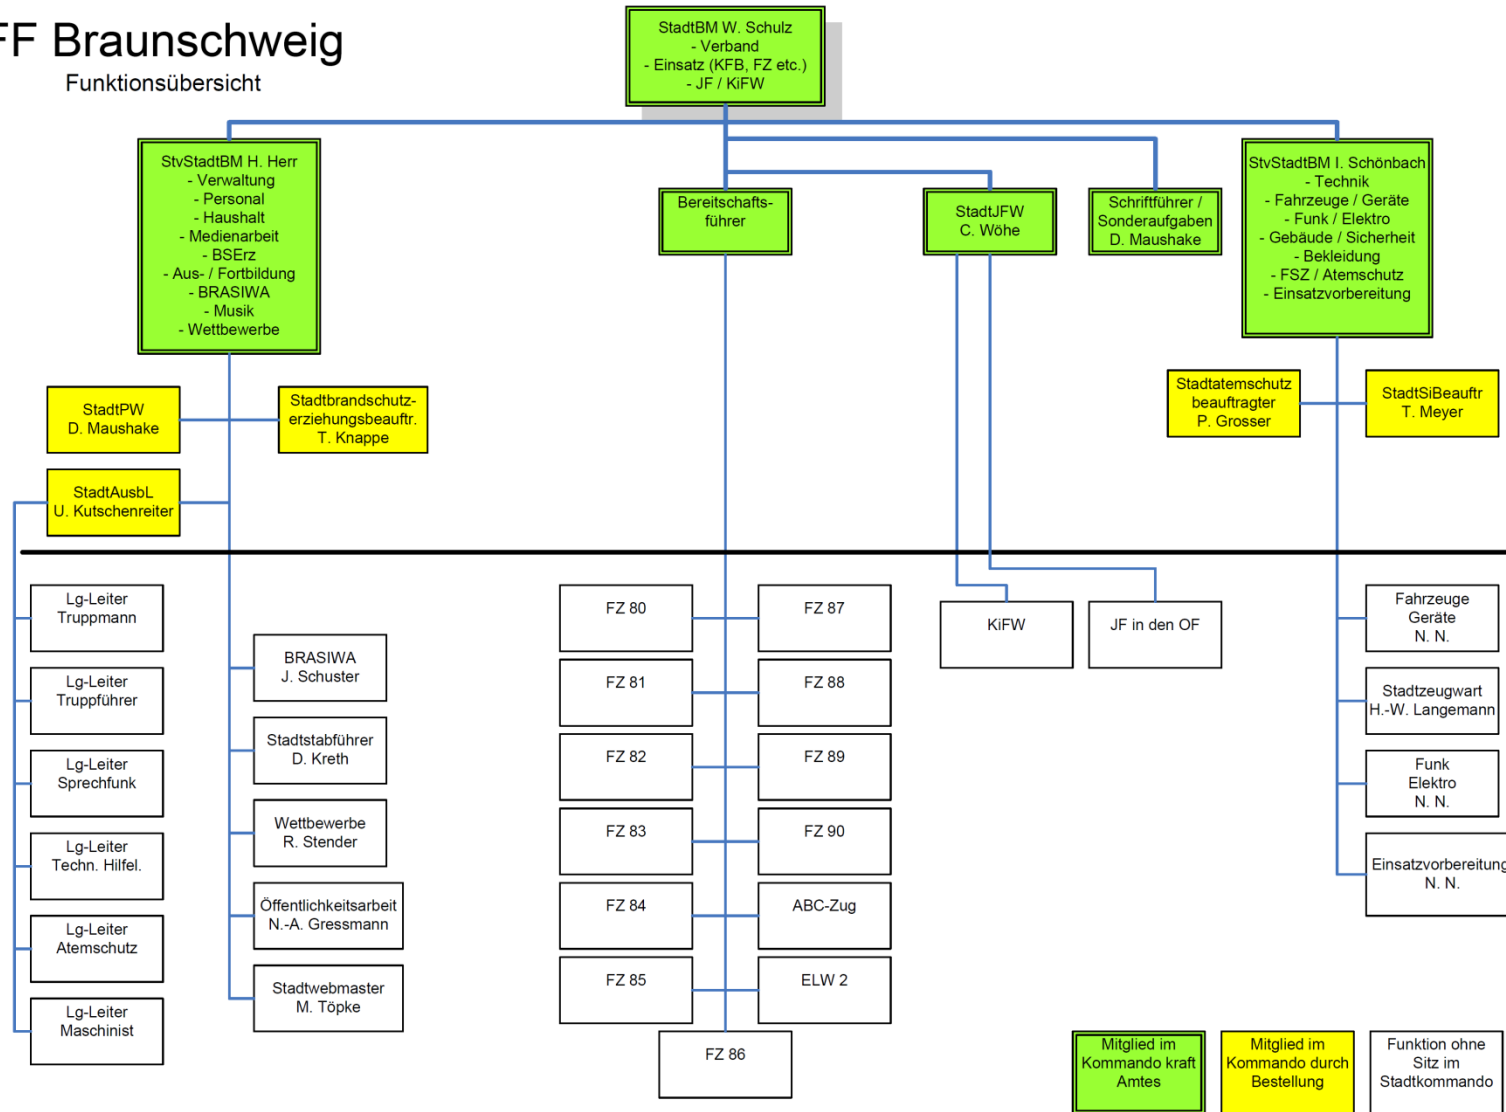 FF Braunschweig
Funktionsübersicht
StadtBM W. Schulz
- Verband
- Einsatz (KFB, FZ etc.)
- JF / KiFW
StvStadtBM H. Herr
- Verwaltung
- Personal
- Haushalt
- Medienarbeit
- BSErz
- Aus- / Fortbildung
- BRASIWA
- Musik
- Wettbewerbe
Bereitschafts-
führer
StadtJFW
C. Wöhe
Schriftführer /
Sonderaufgaben
D. Maushake
StvStadtBM I. Schönbach
- Technik
- Fahrzeuge / Geräte
- Funk / Elektro
- Gebäude / Sicherheit
- Bekleidung
- FSZ / Atemschutz
- Einsatzvorbereitung
StadtPW
D. Maushake
Stadtbrandschutz-
erziehungsbeauftr.
T. Knappe
Stadtatemschutz
beauftragter
P. Grosser
StadtSiBeauftr
T. Meyer
StadtAusbL
U. Kutschenreiter
Lg-Leiter
Truppmann
Lg-Leiter
Truppführer
Lg-Leiter
Sprechfunk
Lg-Leiter
Techn. Hilfel.
Lg-Leiter
Atemschutz
Lg-Leiter
Maschinist
BRASIWA
J. Schuster
Stadtstabführer
D. Kreth
Wettbewerbe
R. Stender
Öffentlichkeitsarbeit
N.-A. Gressmann
Stadtwebmaster
M. Töpke
FZ 80
FZ 87
FZ 81
FZ 88
FZ 82
FZ 89
FZ 83
FZ 90
FZ 84
ABC-Zug
FZ 85
ELW 2
FZ 86
KiFW
JF in den OF
Fahrzeuge
Geräte
N. N.
Stadtzeugwart
H.-W. Langemann
Funk
Elektro
N. N.
Einsatzvorbereitung
N. N.
Mitglied im
Kommando kraft
Amtes
Mitglied im
Kommando durch
Bestellung
Funktion ohne
Sitz im
Stadtkommando